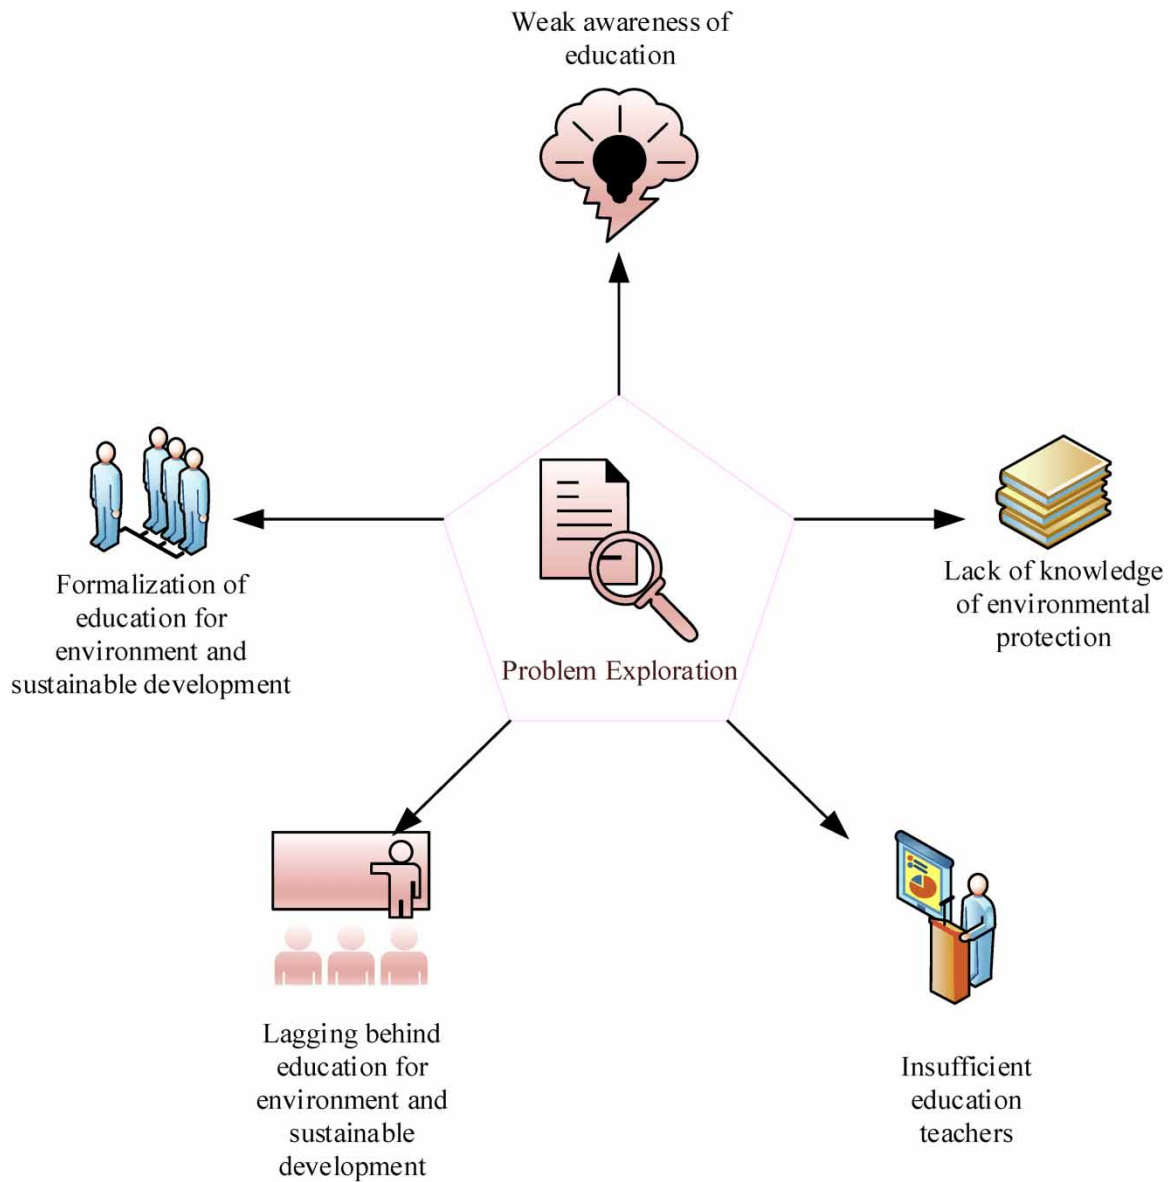 Weak awareness of
education
Formalization of
education for
environment and
sustainable development
Lack of knowledge
of environmental
protection
Problem Exploration
Lagging behind
education for
environment and
sustainable
development
Insufficient
education
teachers